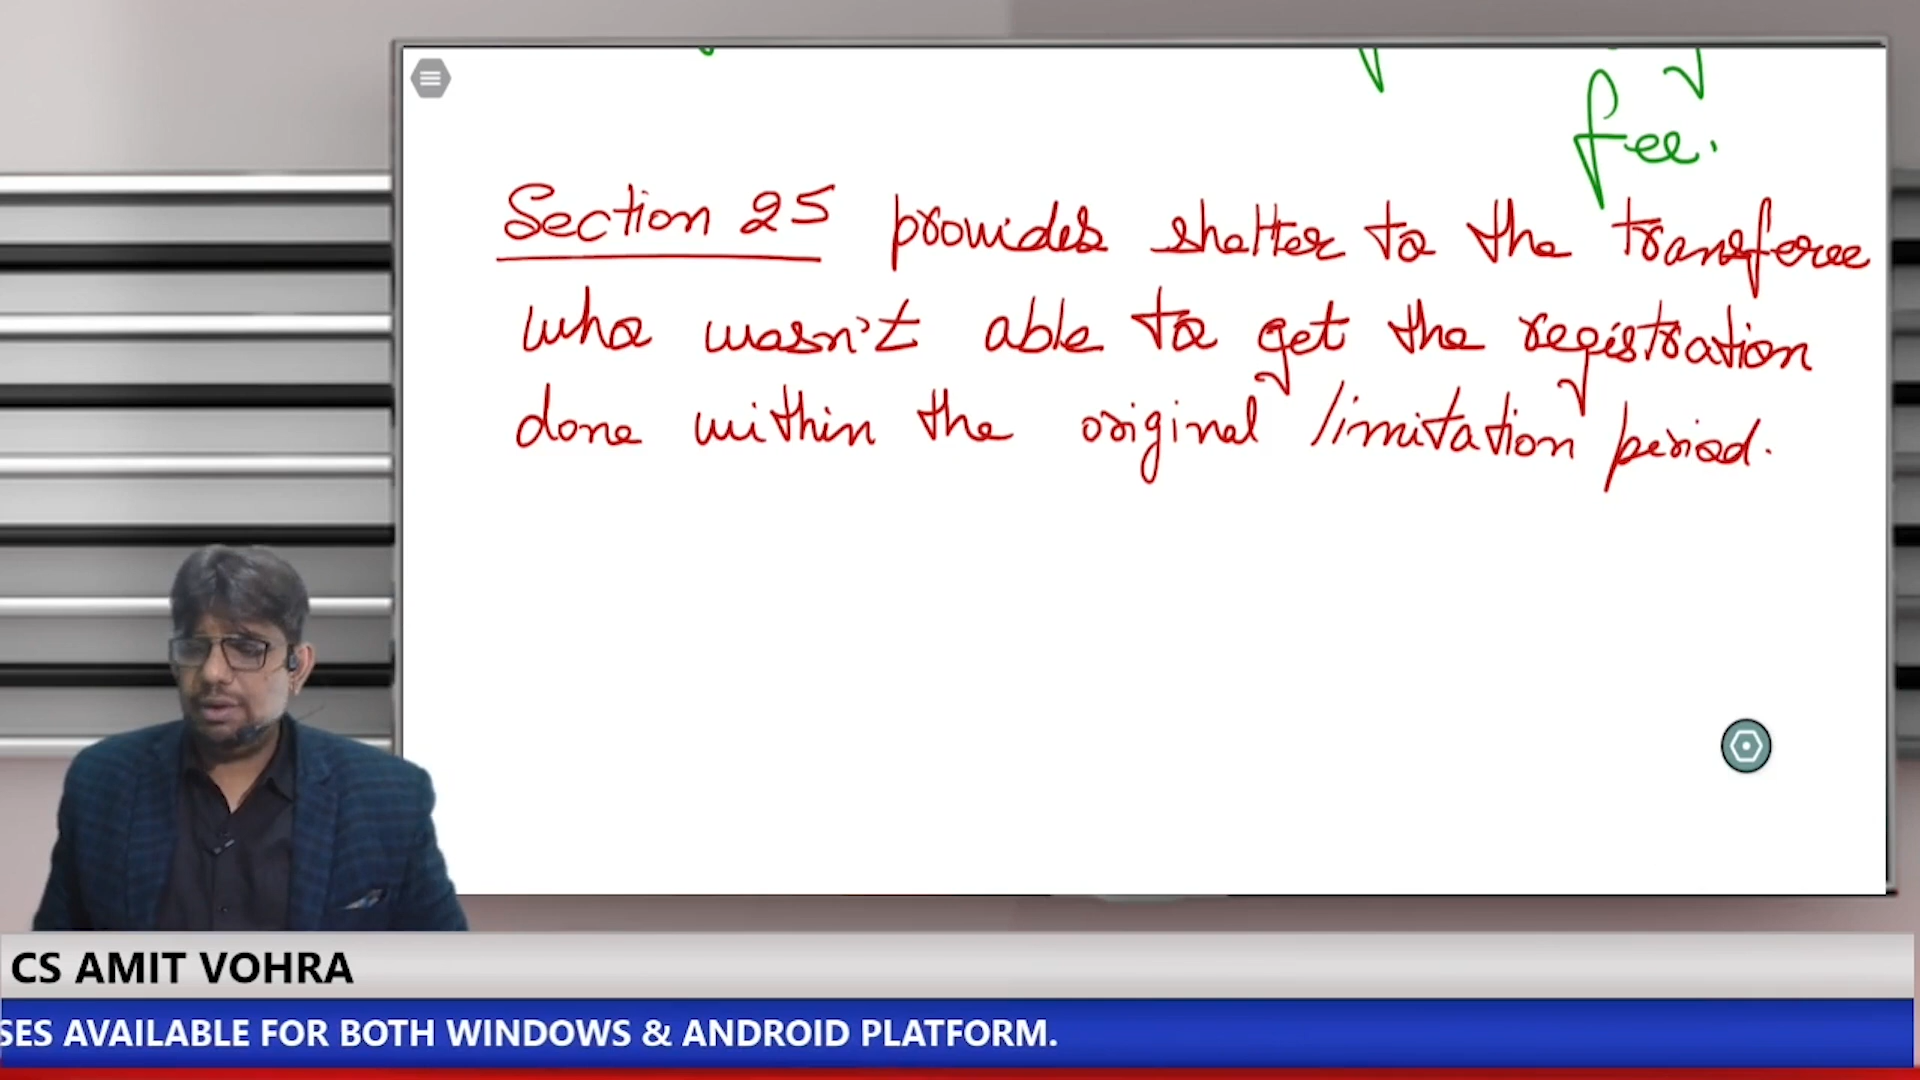 fee.
Section 25 provides shelter to the transferee
who wasn't able to get the registration
done within the original limitation period.
CS AMIT VOHRA
SES AVAILABLE FOR BOTH WINDOWS & ANDROID PLATFORM.